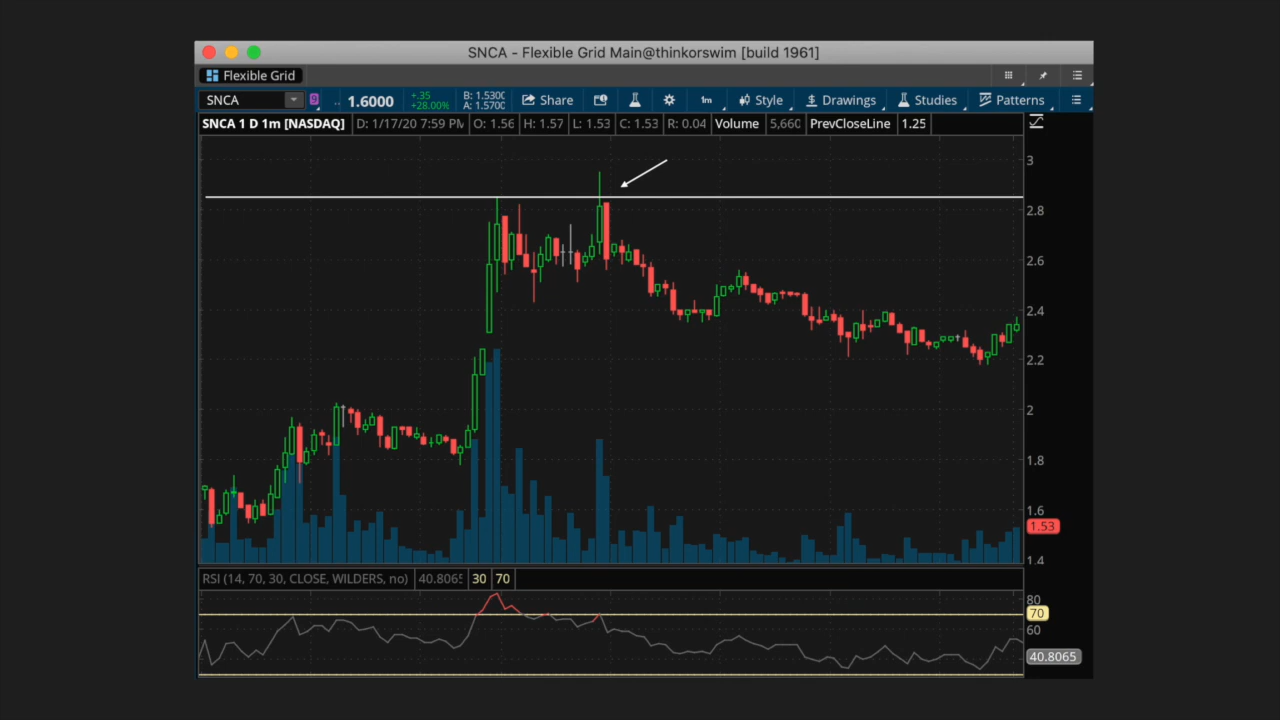 SNCA - Flexible Grid Main@thinkorswim [build 1961]
Flexible Grid
SNCA 9 .. 1.6000 +.35 +28.00% B: 1.5300 A: 1.5700 Share 1m Style Drawings Studies Patterns
SNCA 1 D 1m [NASDAQ] D: 1/17/20 7:59 PM O: 1.56 H: 1.57 L: 1.53 C: 1.53 R: 0.04 Volume 5,660 PrevCloseLine 1.25
3
2.8
2.6
2.4
2.2
2
1.8
1.6
1.53
1.4
RSI (14, 70, 30, CLOSE, WILDERS, no) 40.8065 30 70
80
70
60
40.8065